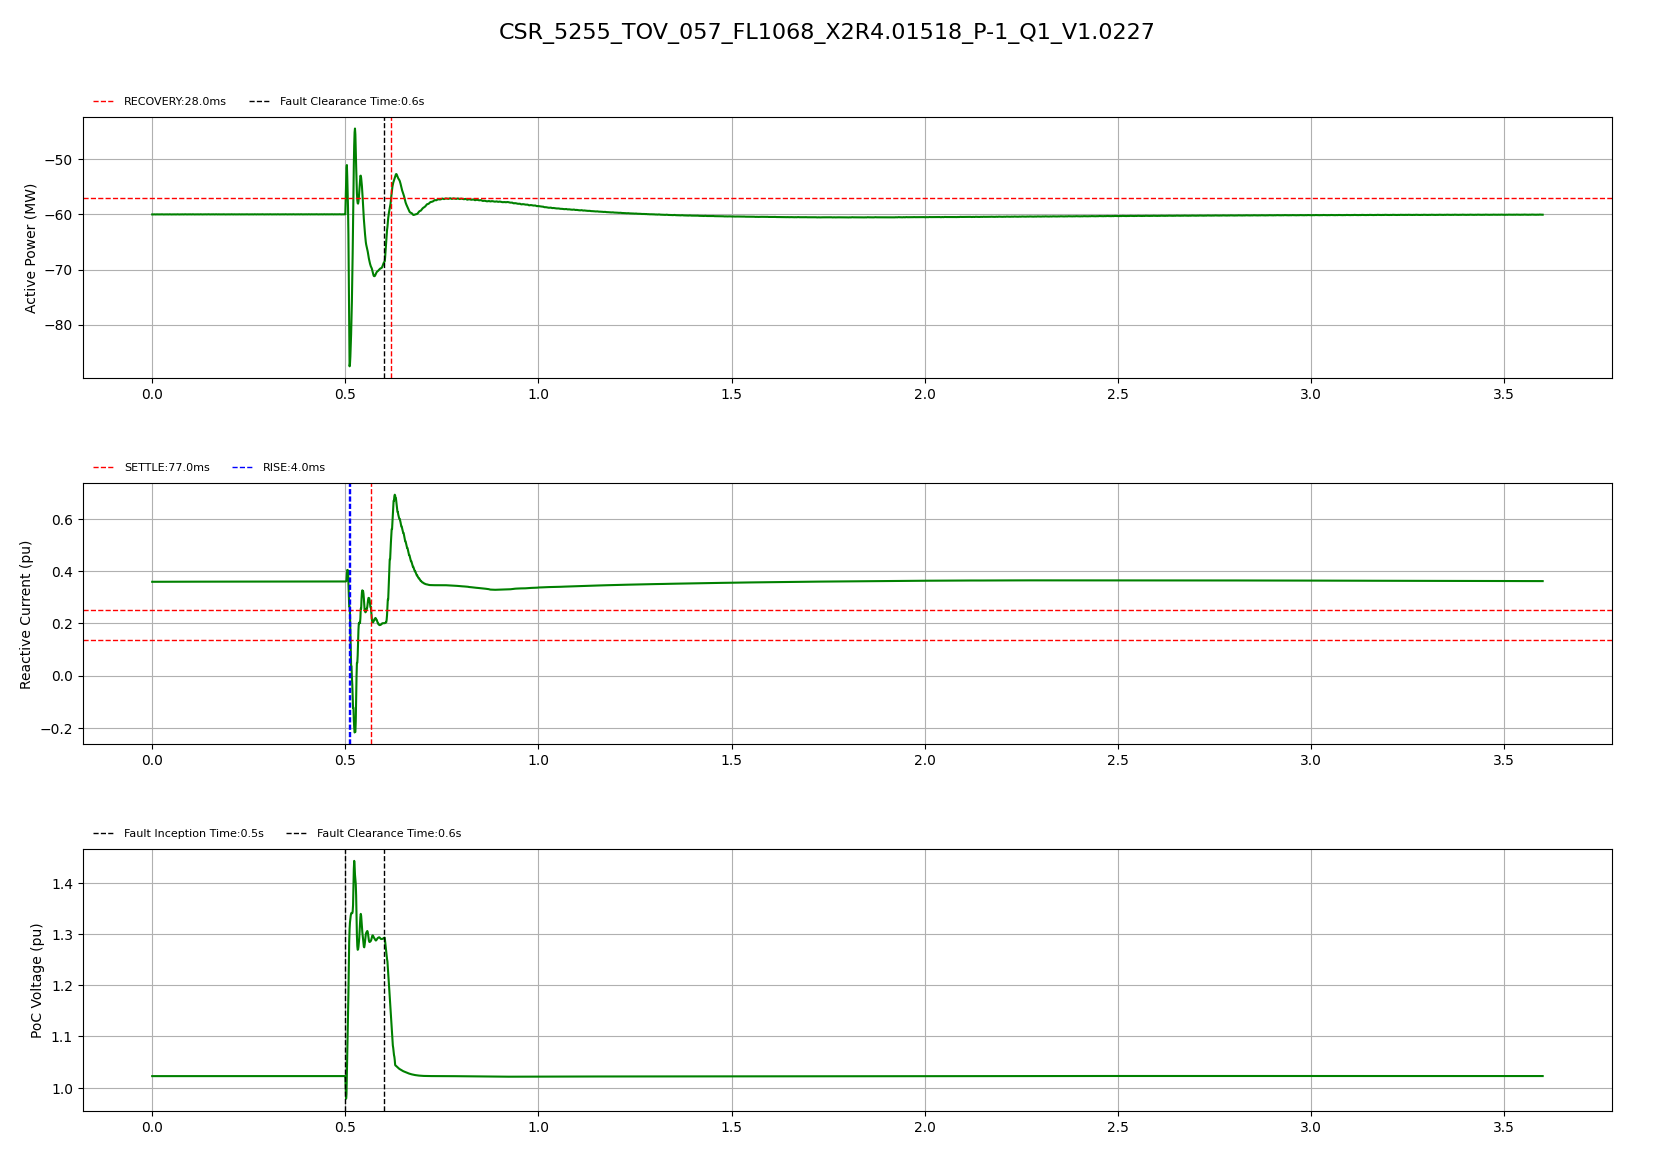 CSR_5255_TOV_057_FL1068_X2R4.01518_P-1_Q1_V1.0227
RECOVERY:28.0ms Fault Clearance Time:0.6s
Active Power (MW)
−50
−60
−70
−80
0.0 0.5 1.0 1.5 2.0 2.5 3.0 3.5
SETTLE:77.0ms RISE:4.0ms
Reactive Current (pu)
0.6
0.4
0.2
0.0
−0.2
0.0 0.5 1.0 1.5 2.0 2.5 3.0 3.5
Fault Inception Time:0.5s Fault Clearance Time:0.6s
PoC Voltage (pu)
1.4
1.3
1.2
1.1
1.0
0.0 0.5 1.0 1.5 2.0 2.5 3.0 3.5